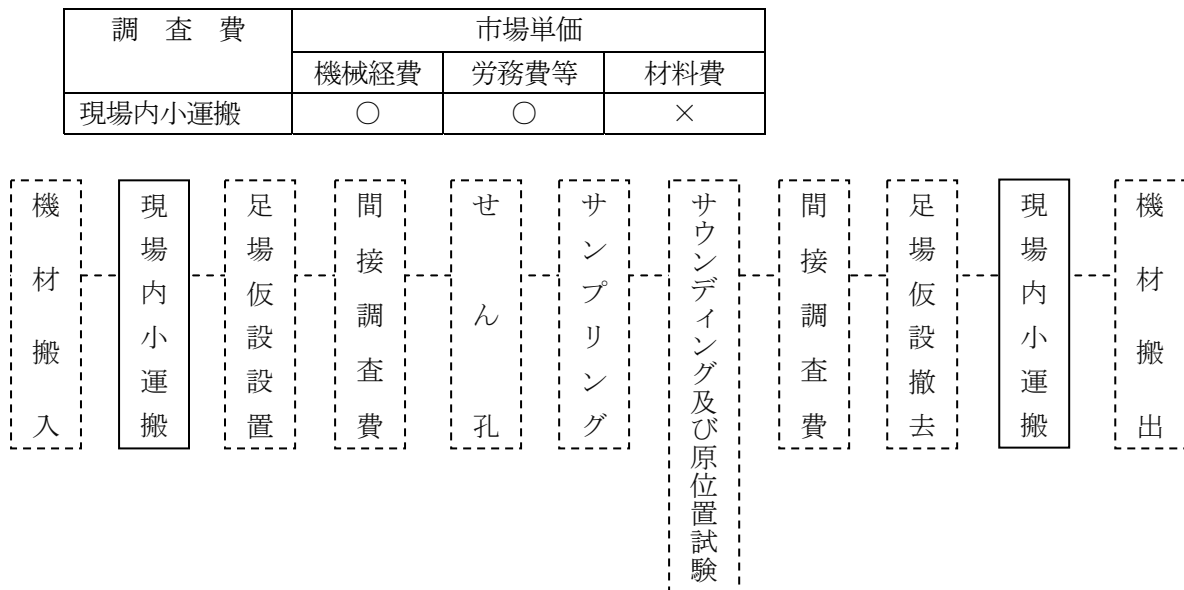 調 査 費
市場単価
機械経費
労務費等
材料費
現場内小運搬
○
○
×
機材搬入
現場内小運搬
足場仮設設置
間接調査費
せん孔
サンプリング
サウンディング及び原位置試験
間接調査費
足場仮設撤去
現場内小運搬
機材搬出